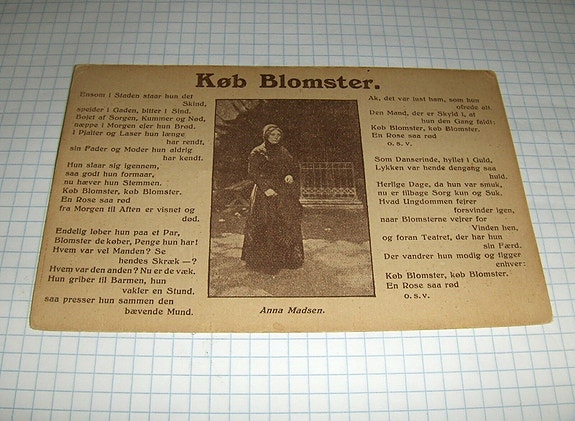 Køb Blomster.
Ensom i Staden staar hun det
Skind,
spejder i Gaden, bitter i Sind.
Bøjet af Sorgen, Kummer og Nød,
næppe i Morgen ejer hun Brød.
I Pjalter og Laser hun længe
har rendt,
sin Fader og Moder hun aldrig
har kendt.
Hun slaar sig igennem,
saa godt hun formaar,
nu hæver hun Stemmen.
Køb Blomster, køb Blomster.
En Rose saa rød
fra Morgen til Aften er visnet og
død.
Endelig løber hun paa et Par,
Blomster de køber, Penge hun har!
Hvem var vel Manden? Se
hendes Skræk —?
Hvem var den anden? Nu er de væk.
Hun griber til Barmen, hun
vakler en Stund.
saa presser hun sammen den
bævende Mund.
Anna Madsen.
Ak, det var last ham, som hun
ofrede alt
Den Mand, der er Skyld i, at
hun den Gang faldt;
Køb Blomster, køb Blomster.
En Rose saa rød
o. s. v.
Som Danserinde, hyllet i Guld,
Lykken var hende dengang saa
huld.
Herlige Dage, da hun var smuk,
nu er tilbage Sorg kun og Suk.
Hvad Ungdommen fejrer
forsvinder igen,
naar Blomsterne vejrer for
Vinden hen,
og foran Teatret, der har hun
sin Færd.
Der vandrer hun modig og tigger
enhver:
Køb Blomster, køb Blomster.
En Rose saa rød
o. s. v.